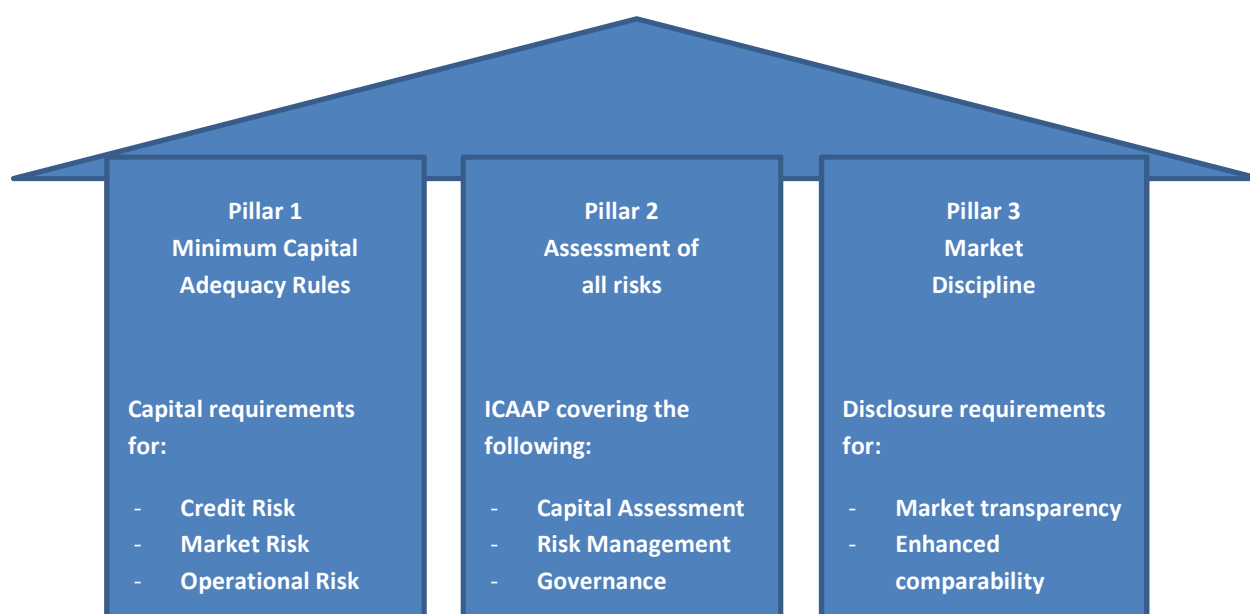 Pillar 1
Minimum Capital
Adequacy Rules
Capital requirements
for:
- Credit Risk
- Market Risk
- Operational Risk
Pillar 2
Assessment of
all risks
ICAAP covering the
following:
- Capital Assessment
- Risk Management
- Governance
Pillar 3
Market
Discipline
Disclosure requirements
for:
- Market transparency
- Enhanced
comparability